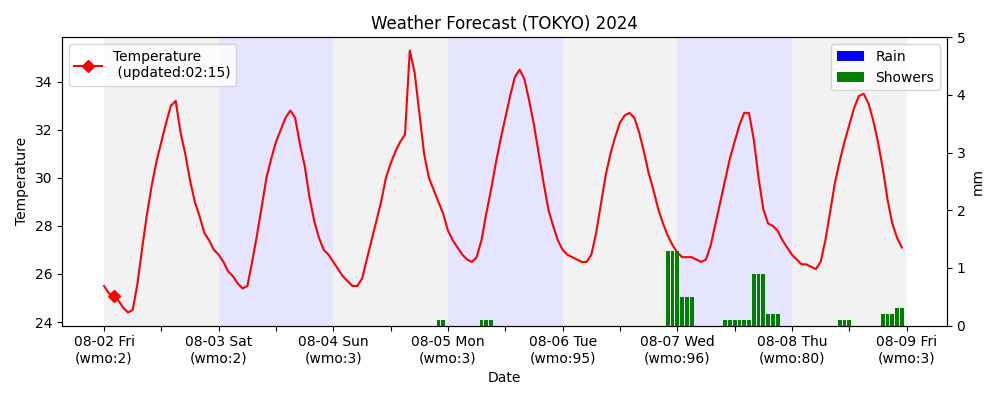 Weather Forecast (TOKYO) 2024
Temperature
(updated:02:15)
Rain
Showers
Temperature
34
32
30
28
26
24
5
4
3
2
1
0
mm
08-02 Fri
(wmo:2)
08-03 Sat
(wmo:2)
08-04 Sun
(wmo:3)
08-05 Mon
(wmo:3)
08-06 Tue
(wmo:95)
08-07 Wed
(wmo:96)
08-08 Thu
(wmo:80)
08-09 Fri
(wmo:3)
Date